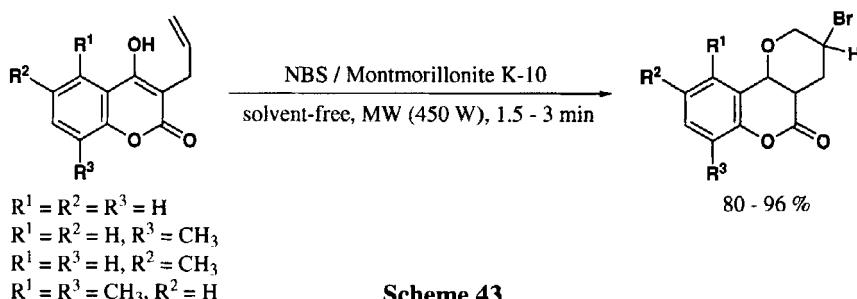 R¹
OH
R²
O
O
R³
NBS / Montmorillonite K-10
solvent-free, MW (450 W), 1.5 - 3 min
Br
R¹
O
H
R²
O
O
R³
80 - 96 %
R¹ = R² = R³ = H
R¹ = R² = H, R³ = CH₃
R¹ = R³ = H, R² = CH₃
R¹ = R³ = CH₃, R² = H
Scheme 43